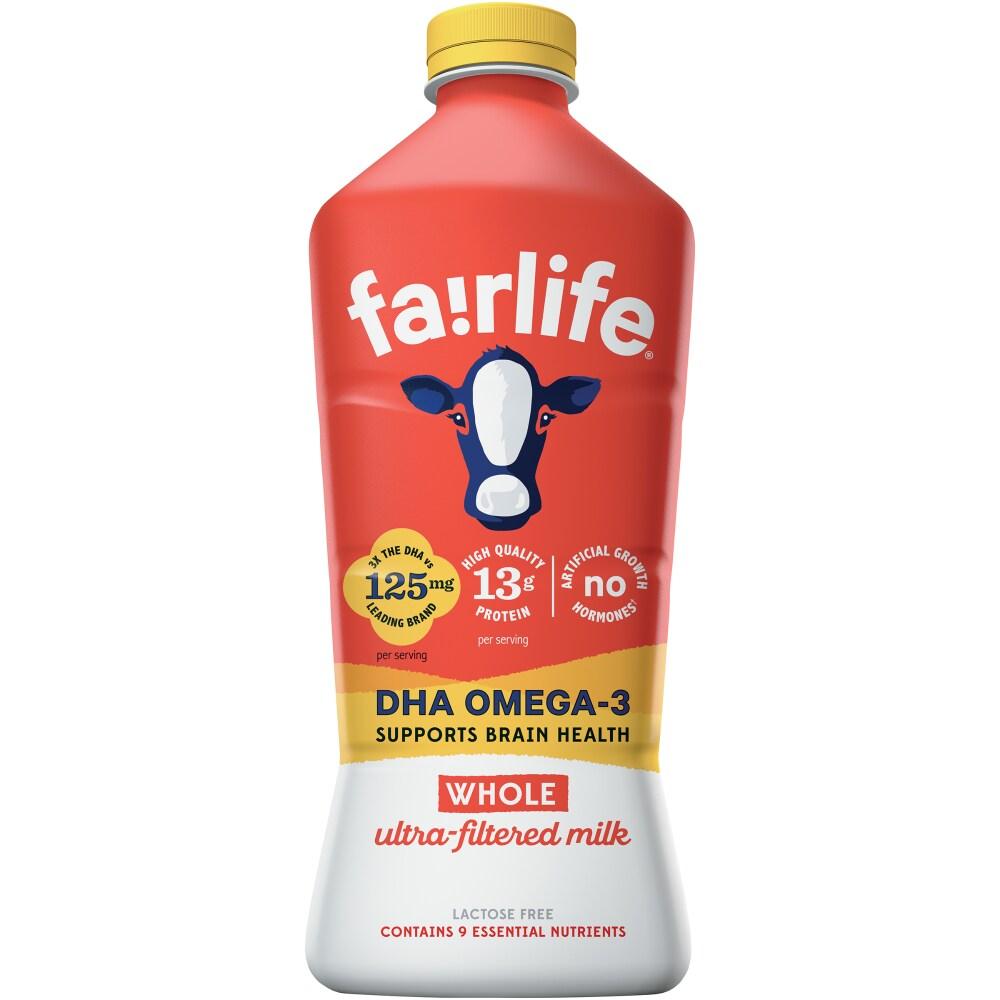 fa!rlife®
3X THE DHA vs
125mg
LEADING BRAND
per serving
HIGH QUALITY
13g
PROTEIN
per serving
ARTIFICIAL GROWTH
no
HORMONES†
DHA OMEGA-3
SUPPORTS BRAIN HEALTH
WHOLE
ultra-filtered milk
LACTOSE FREE
CONTAINS 9 ESSENTIAL NUTRIENTS